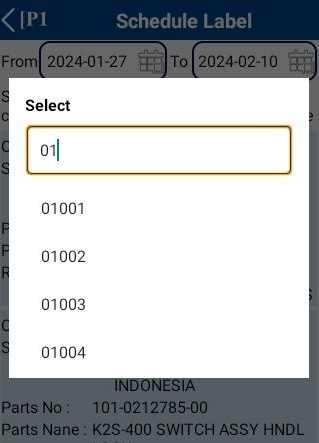 [P1 Schedule Label
From 2024-01-27 To 2024-02-10
Select
01
01001
01002
01003
01004
INDONESIA
Parts No : 101-0212785-00
Parts Nane : K2S-400 SWITCH ASSY HNDL